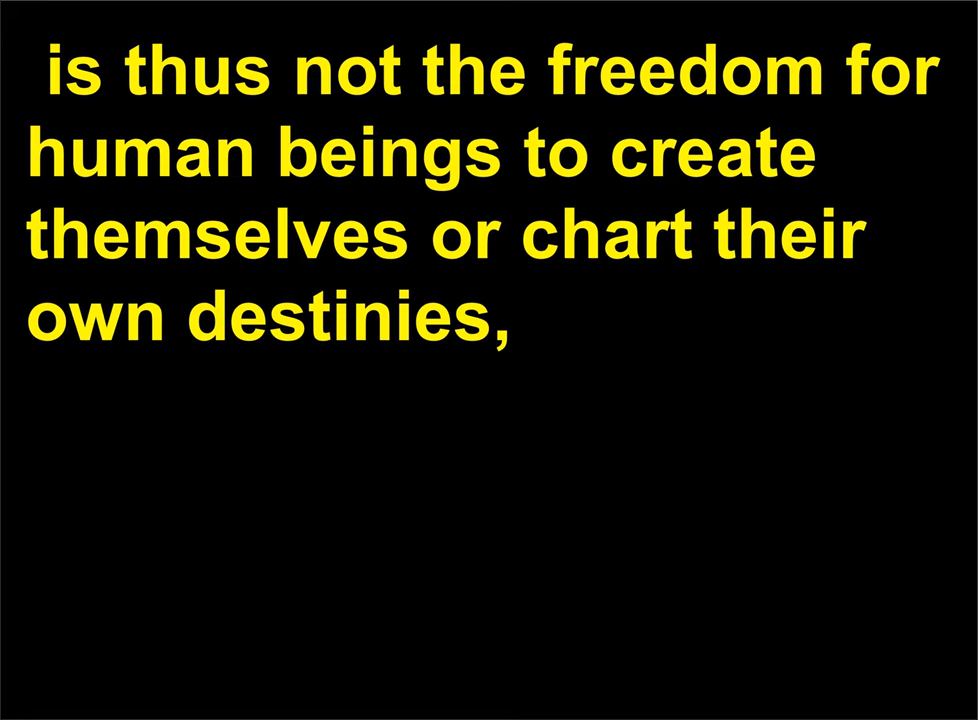 is thus not the freedom for
human beings to create
themselves or chart their
own destinies,